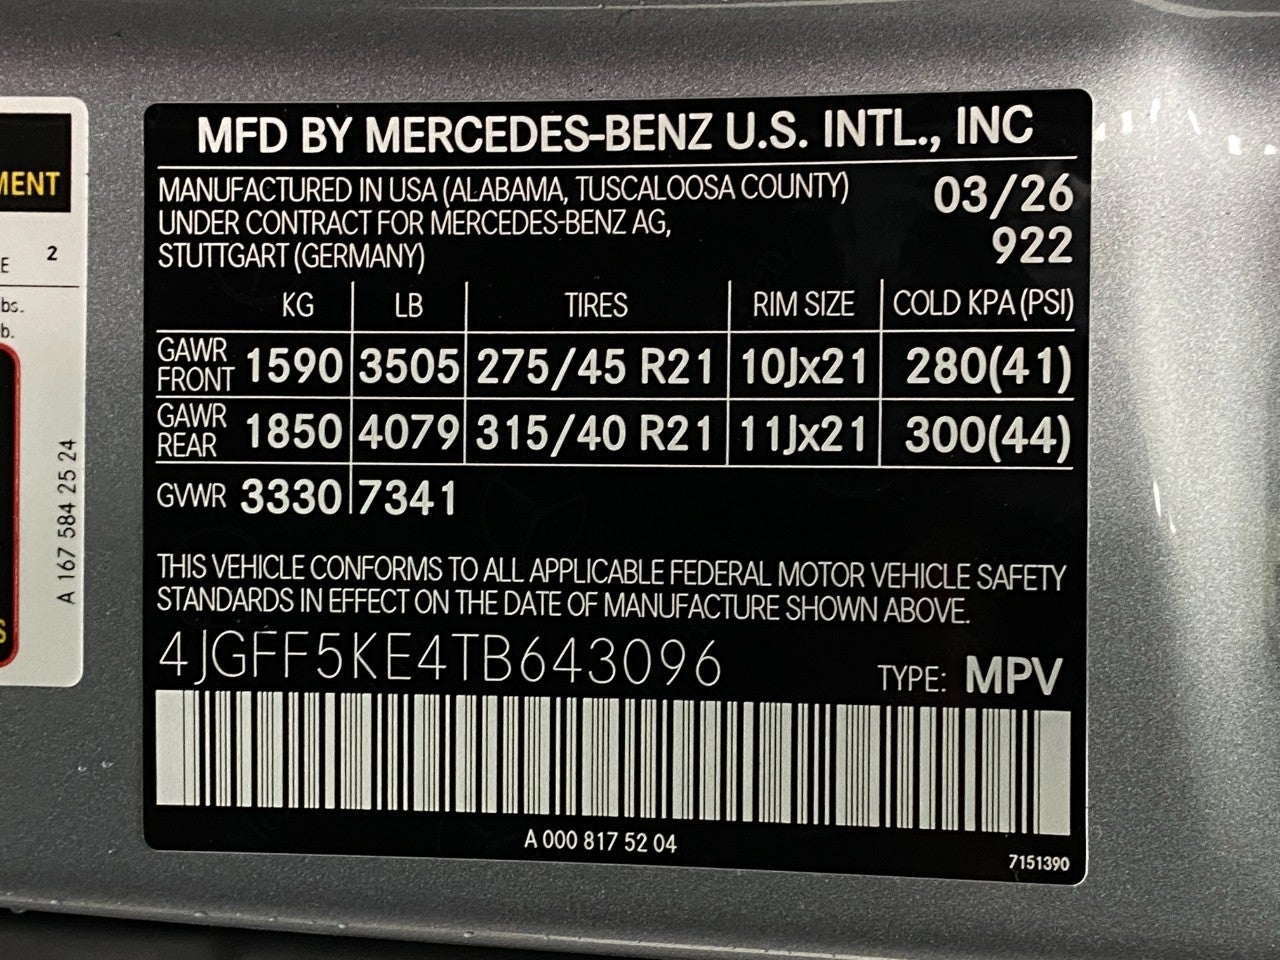 MENT
2
E
bs.
b.
A 167 584 25 24
S
MFD BY MERCEDES-BENZ U.S. INTL., INC
MANUFACTURED IN USA (ALABAMA, TUSCALOOSA COUNTY) 03/26
UNDER CONTRACT FOR MERCEDES-BENZ AG, 922
STUTTGART (GERMANY)
KG LB TIRES RIM SIZE COLD KPA (PSI)
GAWR FRONT 1590 3505 275/45 R21 10Jx21 280(41)
GAWR REAR 1850 4079 315/40 R21 11Jx21 300(44)
GVWR 3330 7341
THIS VEHICLE CONFORMS TO ALL APPLICABLE FEDERAL MOTOR VEHICLE SAFETY
STANDARDS IN EFFECT ON THE DATE OF MANUFACTURE SHOWN ABOVE.
4JGFF5KE4TB643096 TYPE: MPV
A 000 817 52 04
7151390